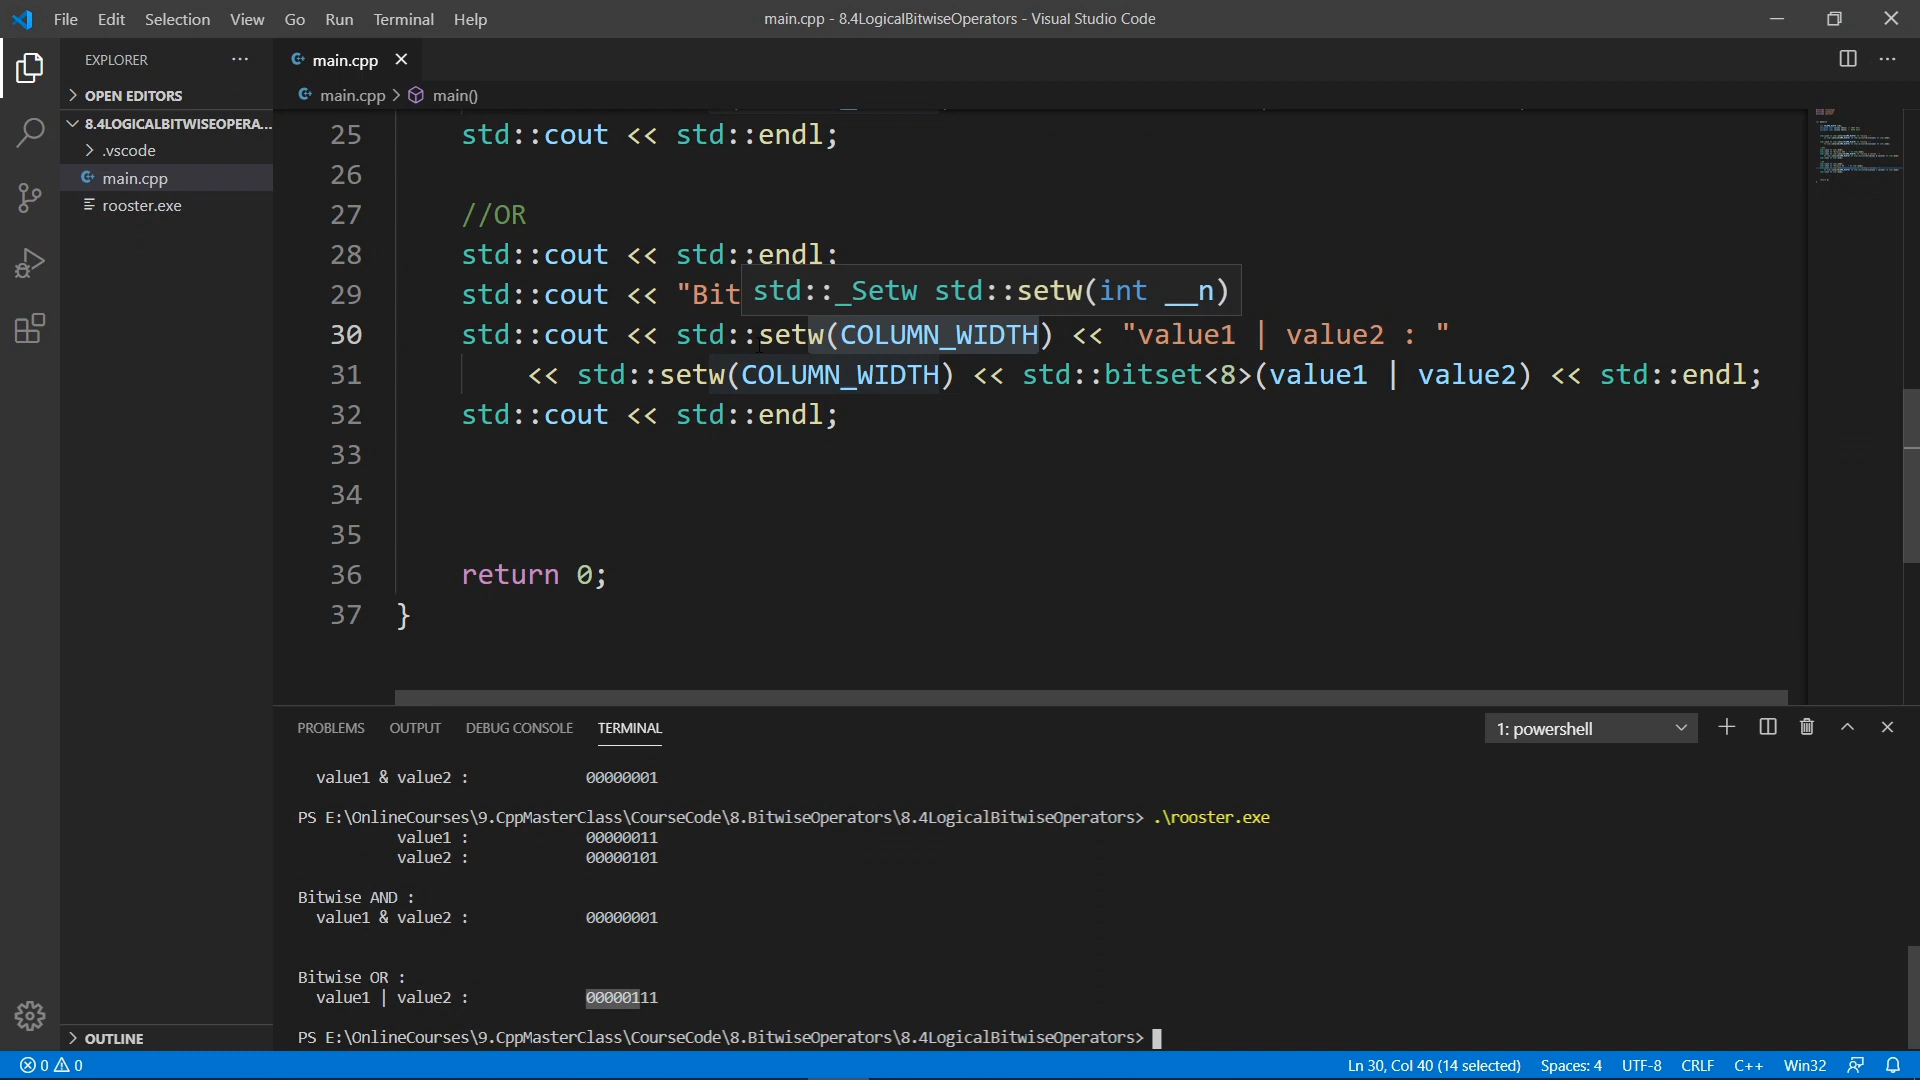 File Edit Selection View Go Run Terminal Help
main.cpp - 8.4LogicalBitwiseOperators - Visual Studio Code
EXPLORER
OPEN EDITORS
8.4LOGICALBITWISEOPERA...
.vscode
main.cpp
rooster.exe
OUTLINE
main.cpp
main.cpp > main()
25 std::cout << std::endl;
26
27 //OR
28 std::cout << std::endl;
29 std::cout << "Bit
std::_Setw std::setw(int __n)
30 std::cout << std::setw(COLUMN_WIDTH) << "value1 | value2 : "
31 << std::setw(COLUMN_WIDTH) << std::bitset<8>(value1 | value2) << std::endl;
32 std::cout << std::endl;
33
34
35
36 return 0;
37 }
PROBLEMS OUTPUT DEBUG CONSOLE TERMINAL
1: powershell
value1 & value2 : 00000001
PS E:\OnlineCourses\9.CppMasterClass\CourseCode\8.BitwiseOperators\8.4LogicalBitwiseOperators> .\rooster.exe
value1 : 00000011
value2 : 00000101
Bitwise AND :
value1 & value2 : 00000001
Bitwise OR :
value1 | value2 : 00000111
PS E:\OnlineCourses\9.CppMasterClass\CourseCode\8.BitwiseOperators\8.4LogicalBitwiseOperators>
0 0
Ln 30, Col 40 (14 selected) Spaces: 4 UTF-8 CRLF C++ Win32